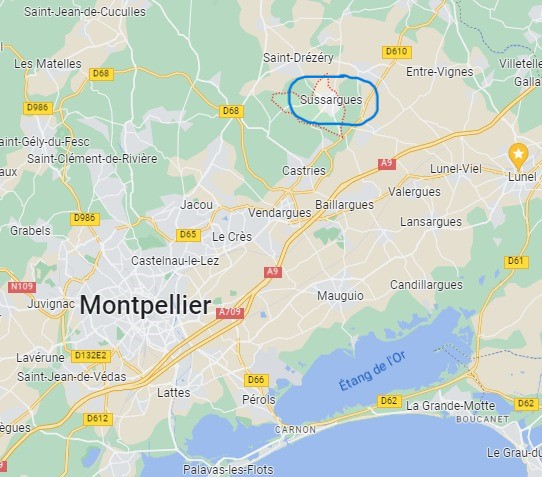 Saint-Jean-de-Cuculles
Saint-Drézéry
D610
Les Matelles
D68
Entre-Vignes
Villetelle
Galla
Sussargues
D986
D68
aint-Gély-du-Fesc
Saint-Clément-de-Rivière
aux
Castries
A9
Lunel-Viel
Lunel
Valergues
Jacou
Vendargues
Baillargues
D986
Grabels
D65
Le Crès
Lansargues
Castelnau-le-Lez
D61
A9
N109
Candillargues
Juvignac
Montpellier
Mauguio
A709
Lavérune
D132E2
Étang de l'Or
Saint-Jean-de-Védas
D66
Lattes
Pérols
D62
La Grande-Motte
D62
D612
BOUCANET
ègues
CARNON
Le Grau-du
Palavas-les-Flots